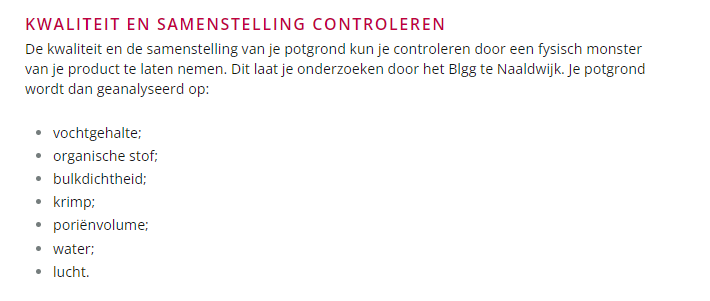 KWALITEIT EN SAMENSTELLING CONTROLEREN
De kwaliteit en de samenstelling van je potgrond kun je controleren door een fysisch monster
van je product te laten nemen. Dit laat je onderzoeken door het Blgg te Naaldwijk. Je potgrond
wordt dan geanalyseerd op:
• vochtgehalte;
• organische stof;
• bulkdichtheid;
• krimp;
• poriënvolume;
• water;
• lucht.